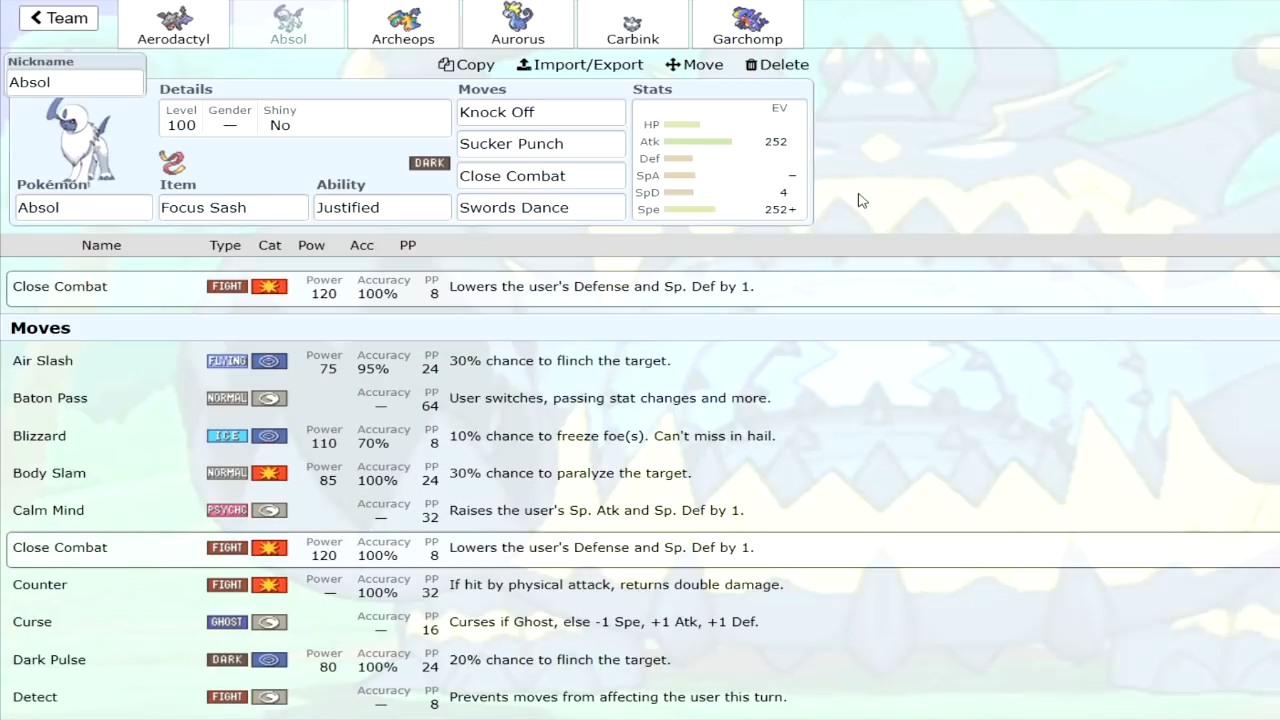 Team
Aerodactyl
Absol
Archeops
Aurorus
Carbink
Garchomp
Nickname
Absol
Copy
Import/Export
Move
Delete
Details
Level
100
Gender
—
Shiny
No
DARK
Pokémon
Absol
Item
Focus Sash
Ability
Justified
Moves
Knock Off
Sucker Punch
Close Combat
Swords Dance
Stats
EV
HP
Atk 252
Def
SpA –
SpD 4
Spe 252+
Name Type Cat Pow Acc PP
Close Combat FIGHT Power 120 Accuracy 100% PP 8 Lowers the user's Defense and Sp. Def by 1.
Moves
Air Slash FLYING Power 75 Accuracy 95% PP 24 30% chance to flinch the target.
Baton Pass NORMAL Accuracy — PP 64 User switches, passing stat changes and more.
Blizzard ICE Power 110 Accuracy 70% PP 8 10% chance to freeze foe(s). Can't miss in hail.
Body Slam NORMAL Power 85 Accuracy 100% PP 24 30% chance to paralyze the target.
Calm Mind PSYCHC Accuracy — PP 32 Raises the user's Sp. Atk and Sp. Def by 1.
Close Combat FIGHT Power 120 Accuracy 100% PP 8 Lowers the user's Defense and Sp. Def by 1.
Counter FIGHT Power — Accuracy 100% PP 32 If hit by physical attack, returns double damage.
Curse GHOST Accuracy — PP 16 Curses if Ghost, else -1 Spe, +1 Atk, +1 Def.
Dark Pulse DARK Power 80 Accuracy 100% PP 24 20% chance to flinch the target.
Detect FIGHT Accuracy — PP 8 Prevents moves from affecting the user this turn.